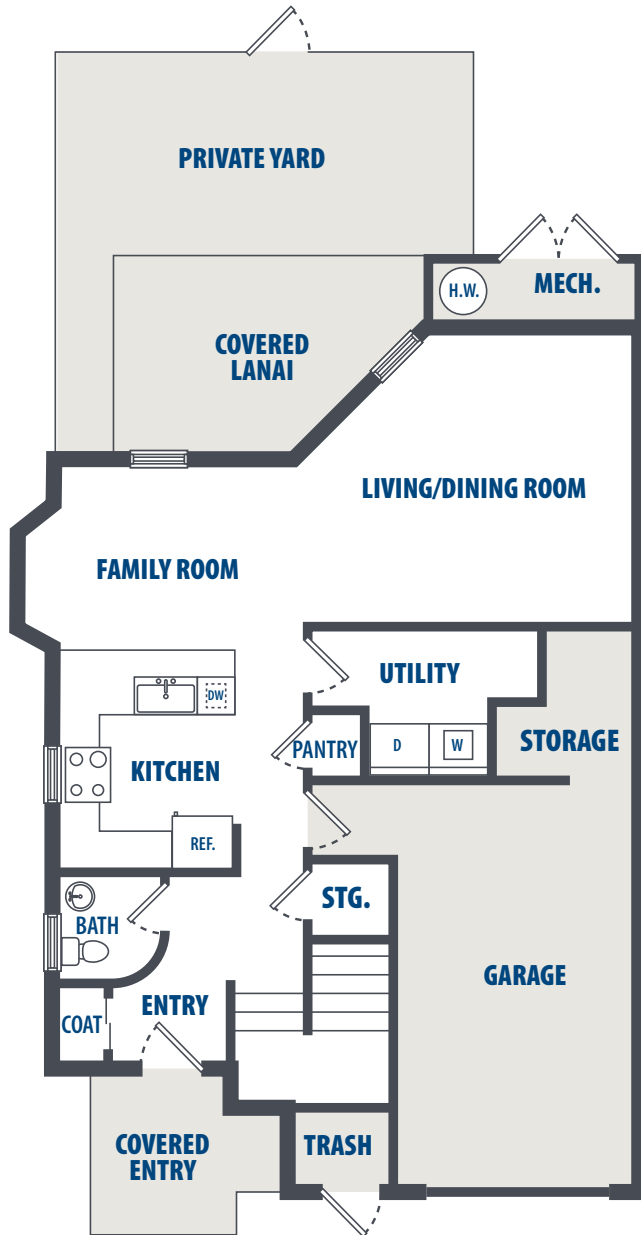 PRIVATE YARD
H.W.
MECH.
COVERED
LANAI
LIVING/DINING ROOM
FAMILY ROOM
UTILITY
DW
PANTRY
D
W
STORAGE
KITCHEN
REF.
STG.
BATH
GARAGE
ENTRY
COAT
COVERED
ENTRY
TRASH